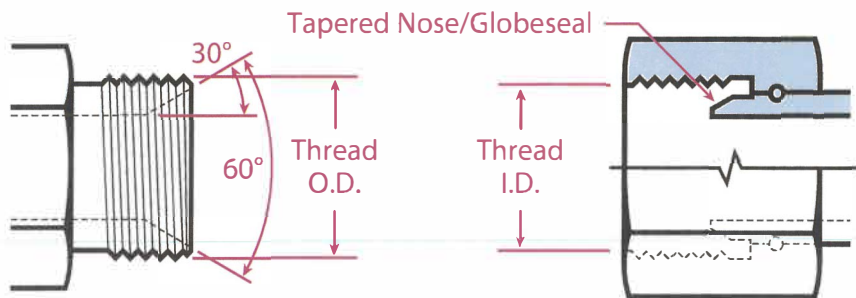 Tapered Nose/Globeseal
30°
60°
Thread
O.D.
Thread
I.D.